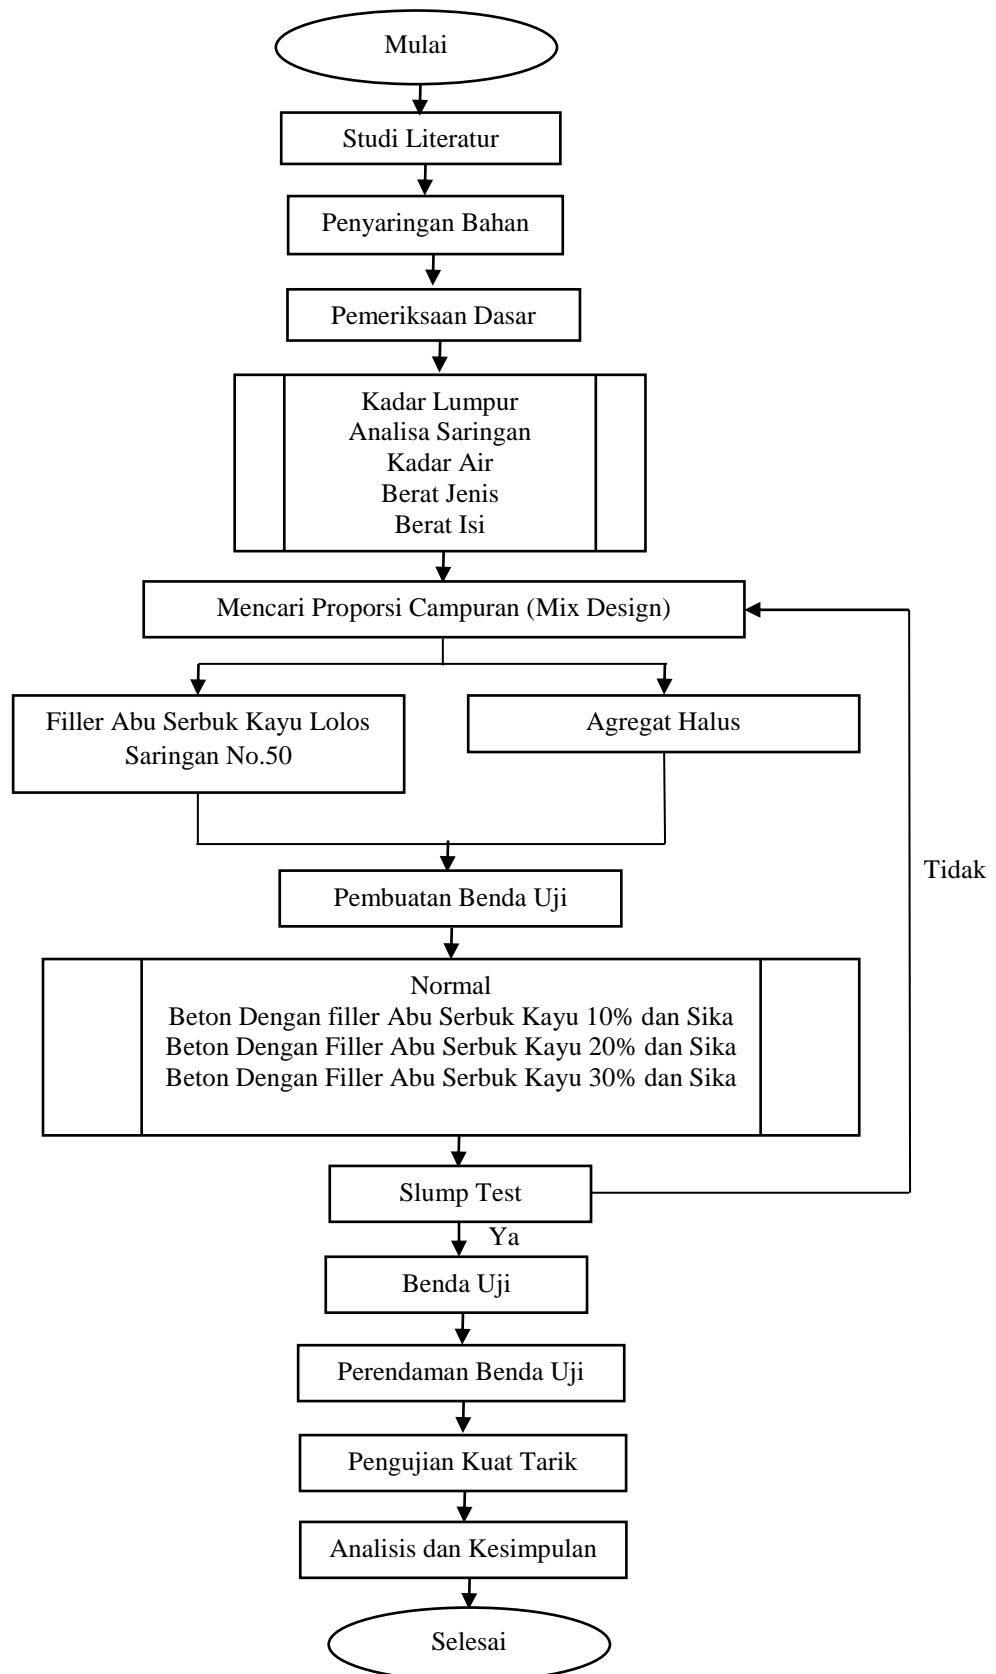 Mulai
Studi Literatur
Penyaringan Bahan
Pemeriksaan Dasar
Kadar Lumpur
Analisa Saringan
Kadar Air
Berat Jenis
Berat Isi
Mencari Proporsi Campuran (Mix Design)
Filler Abu Serbuk Kayu Lolos
Saringan No.50
Agregat Halus
Tidak
Pembuatan Benda Uji
Normal
Beton Dengan filler Abu Serbuk Kayu 10% dan Sika
Beton Dengan Filler Abu Serbuk Kayu 20% dan Sika
Beton Dengan Filler Abu Serbuk Kayu 30% dan Sika
Slump Test
Ya
Benda Uji
Perendaman Benda Uji
Pengujian Kuat Tarik
Analisis dan Kesimpulan
Selesai